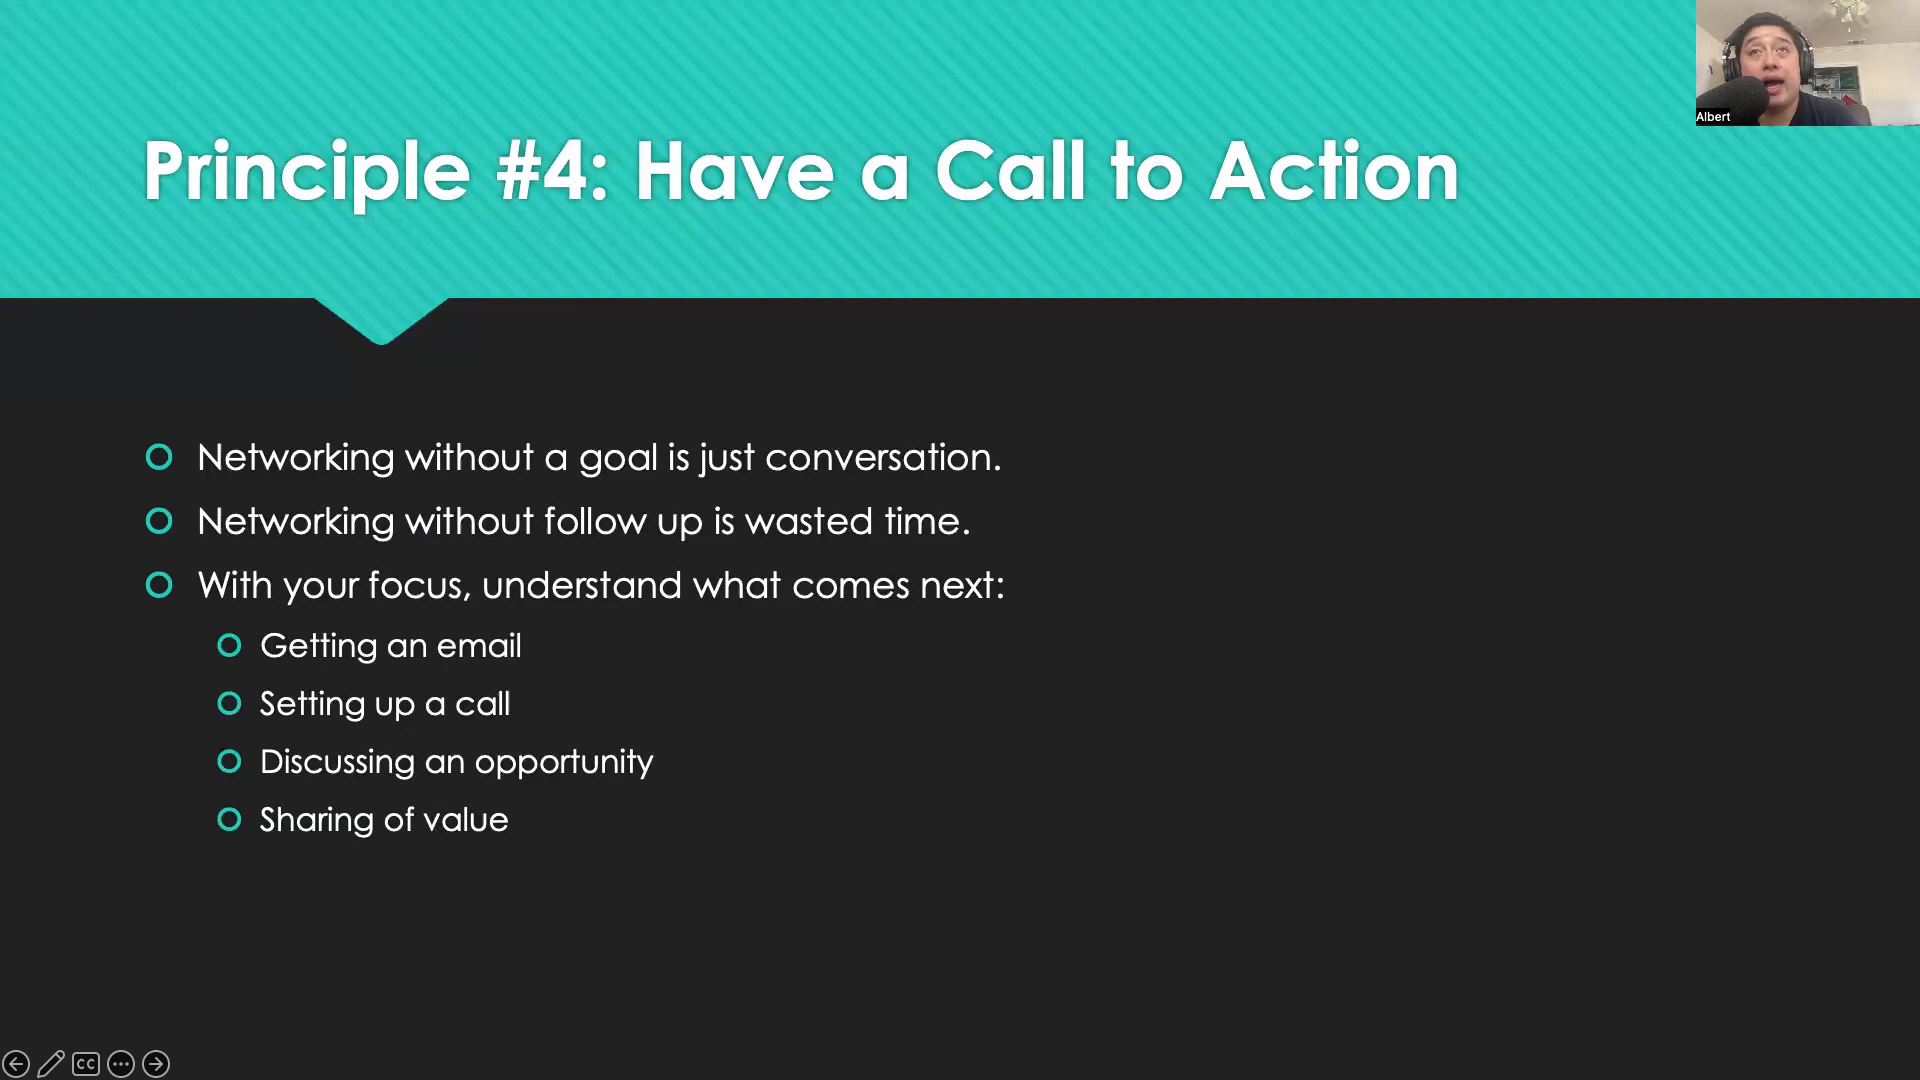 Albert
Principle #4: Have a Call to Action
Networking without a goal is just conversation.
Networking without follow up is wasted time.
With your focus, understand what comes next:
Getting an email
Setting up a call
Discussing an opportunity
Sharing of value
CC